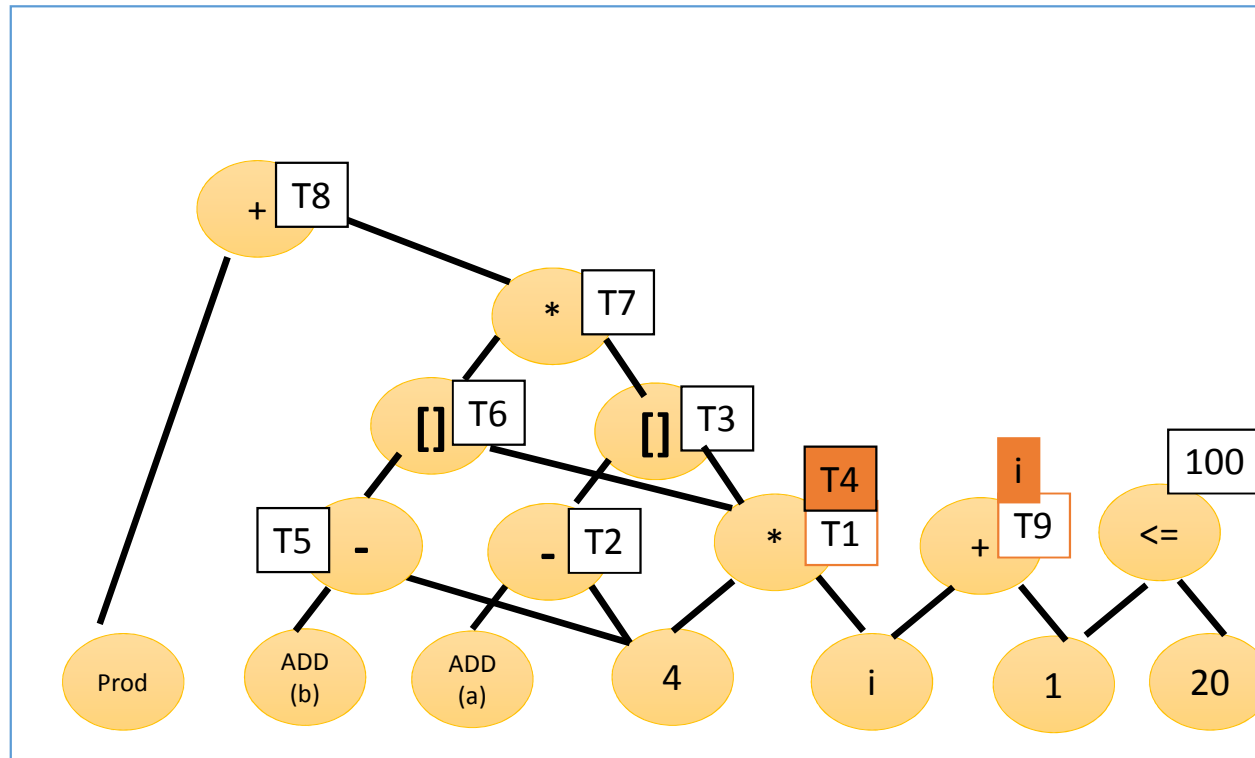 +
T8
*
T7
[]
T6
[]
T3
T4
i
100
T5
-
-
T2
*
T1
+
T9
<=
Prod
ADD
(b)
ADD
(a)
4
i
1
20